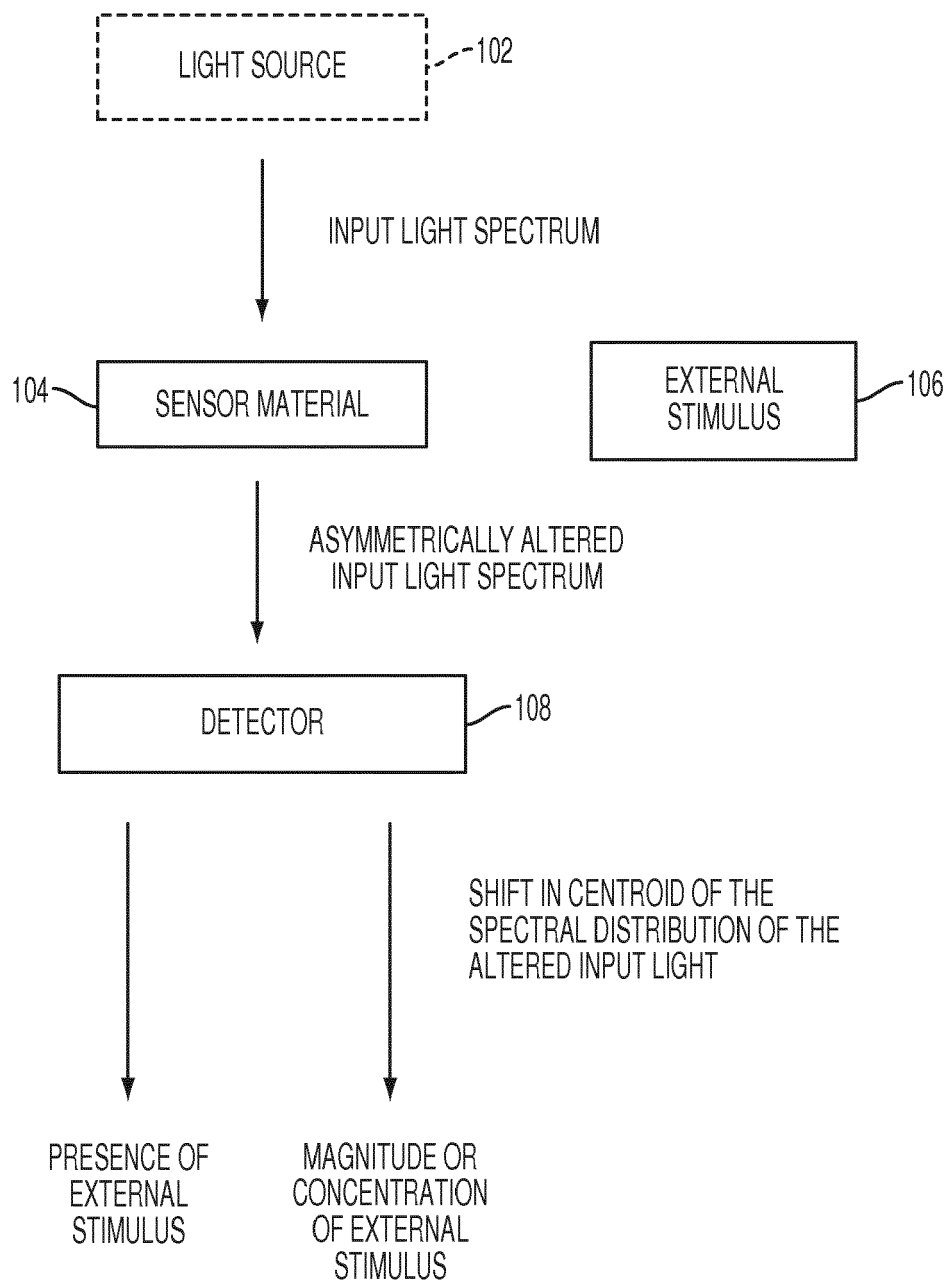 LIGHT SOURCE
102
INPUT LIGHT SPECTRUM
104
SENSOR MATERIAL
EXTERNAL
STIMULUS
106
ASYMMETRICALLY ALTERED
INPUT LIGHT SPECTRUM
DETECTOR
108
SHIFT IN CENTROID OF THE
SPECTRAL DISTRIBUTION OF THE
ALTERED INPUT LIGHT
PRESENCE OF
EXTERNAL
STIMULUS
MAGNITUDE OR
CONCENTRATION
OF EXTERNAL
STIMULUS